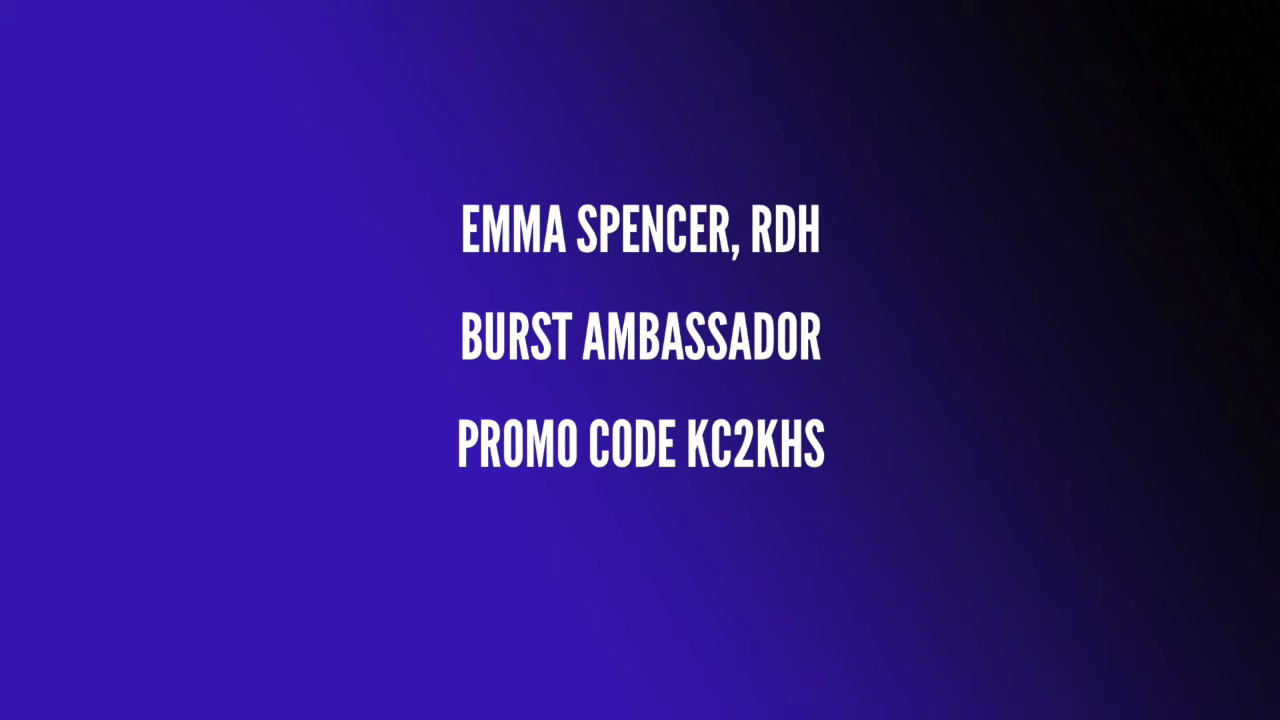 EMMA SPENCER, RDH
BURST AMBASSADOR
PROMO CODE KC2KHS